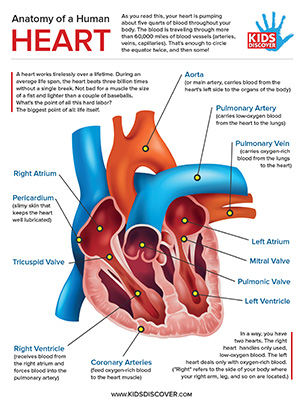 Anatomy of a Human
HEART
As you read this, your heart is pumping
about five quarts of blood throughout your
body. The blood is traveling through more
than 60,000 miles of blood vessels (arteries,
veins, capillaries). That's enough to circle
the equator twice, and then some!
KIDS
DISCOVER
A heart works tirelessly over a lifetime. During an
average life span, the heart beats three billion times
without a single break. Not bad for a muscle the size
of a fist and lighter than a couple of baseballs.
What's the point of all this hard labor?
The biggest point of all: life itself.
Aorta
(or main artery, carries blood from the
heart's left side to the organs of the body)
Pulmonary Artery
(carries low-oxygen blood
from the heart to the lungs)
Pulmonary Vein
(carries oxygen-rich
blood from the lungs
to the heart)
Right Atrium
Pericardium
(slimy skin that
keeps the heart
well lubricated)
Tricuspid Valve
Left Atrium
Mitral Valve
Pulmonic Valve
Left Ventricle
Right Ventricle
(receives blood from
the right atrium and
forces blood into the
pulmonary artery)
Coronary Arteries
(feed oxygen-rich blood
to the heart muscle)
In a way, you have
two hearts. The right
heart handles only used,
low-oxygen blood. The left
heart deals only with oxygen-rich blood.
("Right" refers to the side of your body where
your right arm, leg, and so on are located.)
WWW.KIDSDISCOVER.COM